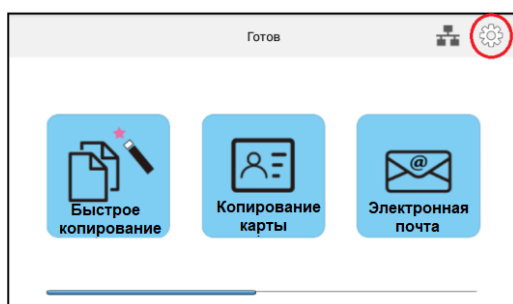 Готов
@
Быстрое
копирование
Копирование
карты
Электронная
почта